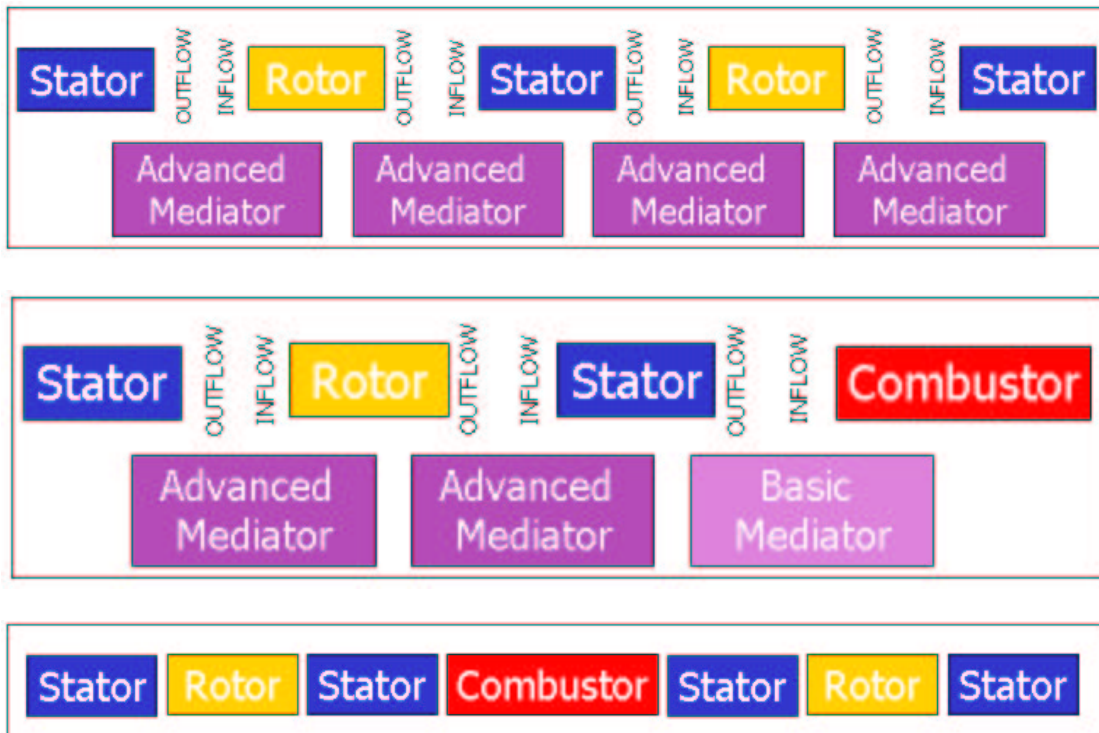 Stator
OUTFLOW
INFLOW
Rotor
OUTFLOW
INFLOW
Stator
OUTFLOW
INFLOW
Rotor
OUTFLOW
INFLOW
Stator
Advanced
Mediator
Advanced
Mediator
Advanced
Mediator
Advanced
Mediator
Stator
OUTFLOW
INFLOW
Rotor
OUTFLOW
INFLOW
Stator
OUTFLOW
INFLOW
Combustor
Advanced
Mediator
Advanced
Mediator
Basic
Mediator
Stator
Rotor
Stator
Combustor
Stator
Rotor
Stator